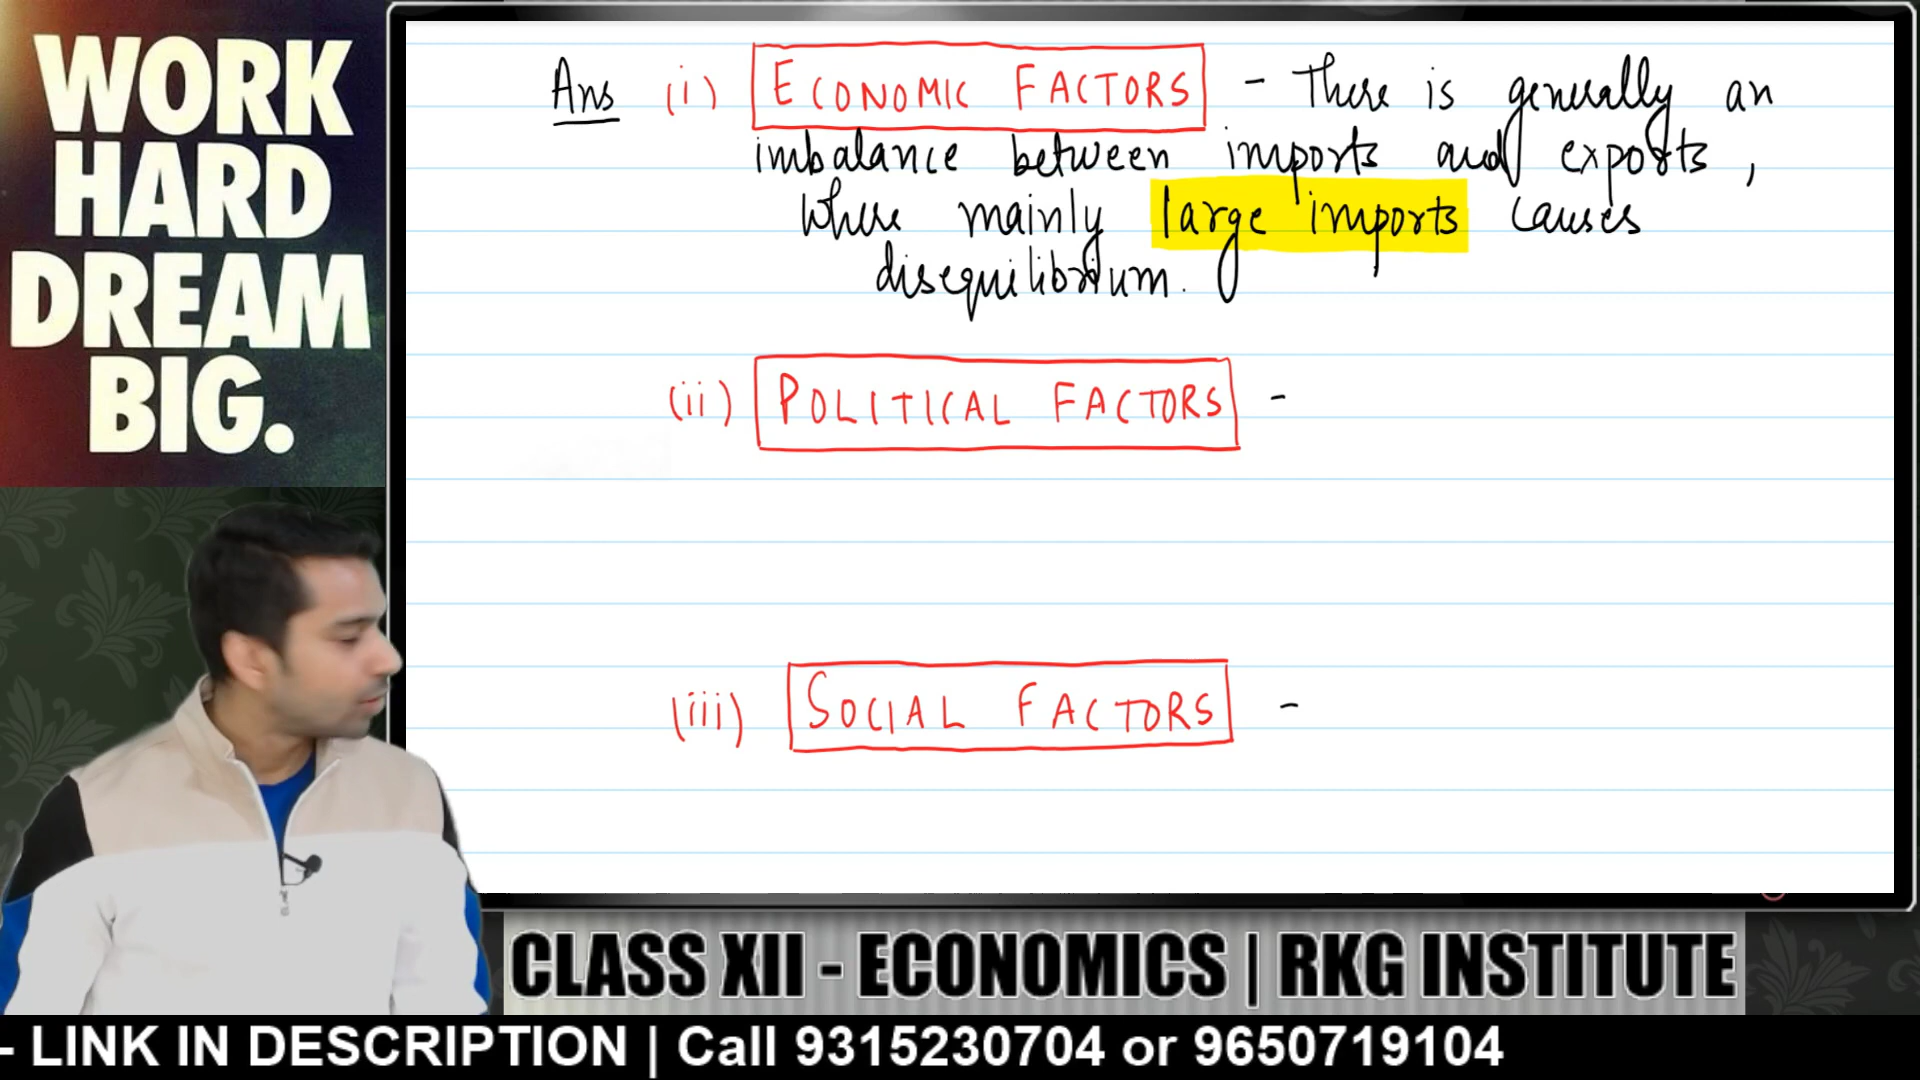 WORK
HARD
DREAM
BIG.
Ans (i) ECONOMIC FACTORS - There is generally an
imbalance between imports and exports,
where mainly large imports causes
disequilibrium.
(ii) POLITICAL FACTORS -
(iii) SOCIAL FACTORS -
CLASS XII - ECONOMICS | RKG INSTITUTE
- LINK IN DESCRIPTION | Call 9315230704 or 9650719104